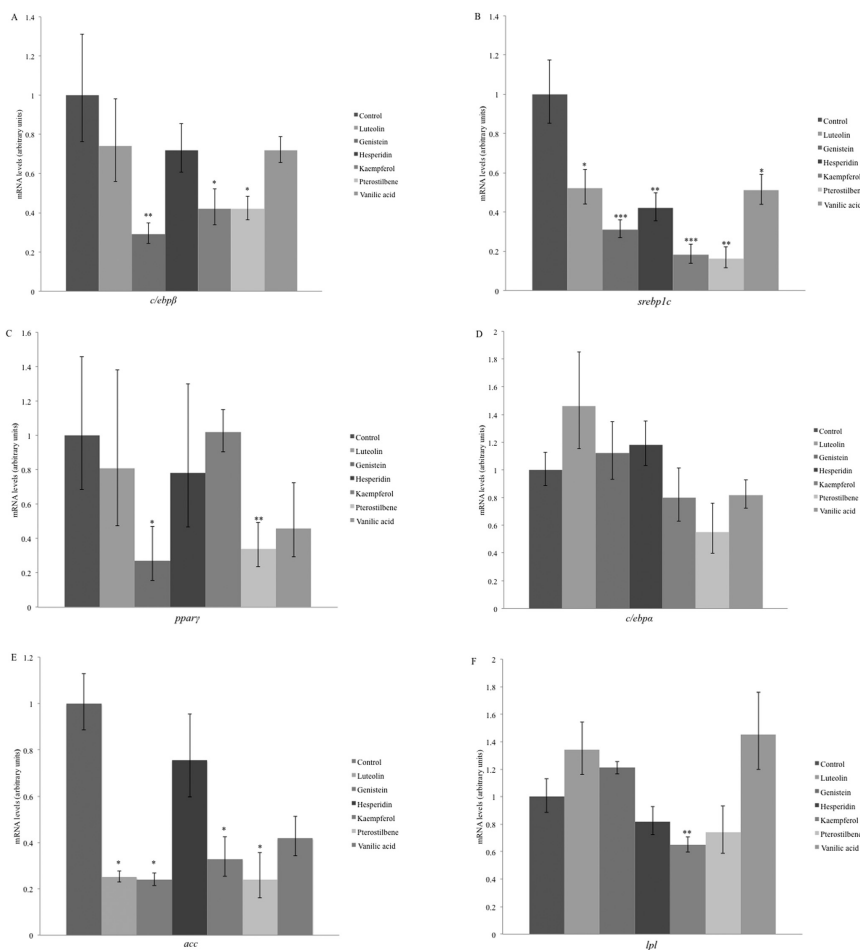 A
mRNA levels (arbitrary units)
1.4
1.2
1
0.8
0.6
0.4
0.2
0
**
*
*
c/ebpβ
Control
Luteolin
Genistein
Hesperidin
Kaempferol
Pterostilbene
Vanilic acid
B
mRNA levels (arbitrary units)
1.4
1.2
1
0.8
0.6
0.4
0.2
0
*
***
**
***
**
*
srebp1c
Control
Luteolin
Genistein
Hesperidin
Kaempferol
Pterostilbene
Vanilic acid
C
mRNA levels (arbitrary units)
1.6
1.4
1.2
1
0.8
0.6
0.4
0.2
0
*
**
pparγ
Control
Luteolin
Genistein
Hesperidin
Kaempferol
Pterostilbene
Vanilic acid
D
mRNA levels (arbitrary units)
2
1.8
1.6
1.4
1.2
1
0.8
0.6
0.4
0.2
0
c/ebpα
Control
Luteolin
Genistein
Hesperidin
Kaempferol
Pterostilbene
Vanilic acid
E
mRNA levels (arbitrary units)
1.2
1
0.8
0.6
0.4
0.2
0
*
*
*
*
acc
Control
Luteolin
Genistein
Hesperidin
Kaempferol
Pterostilbene
Vanilic acid
F
mRNA levels (arbitrary units)
2
1.8
1.6
1.4
1.2
1
0.8
0.6
0.4
0.2
0
**
lpl
Control
Luteolin
Genistein
Hesperidin
Kaempferol
Pterostilbene
Vanilic acid